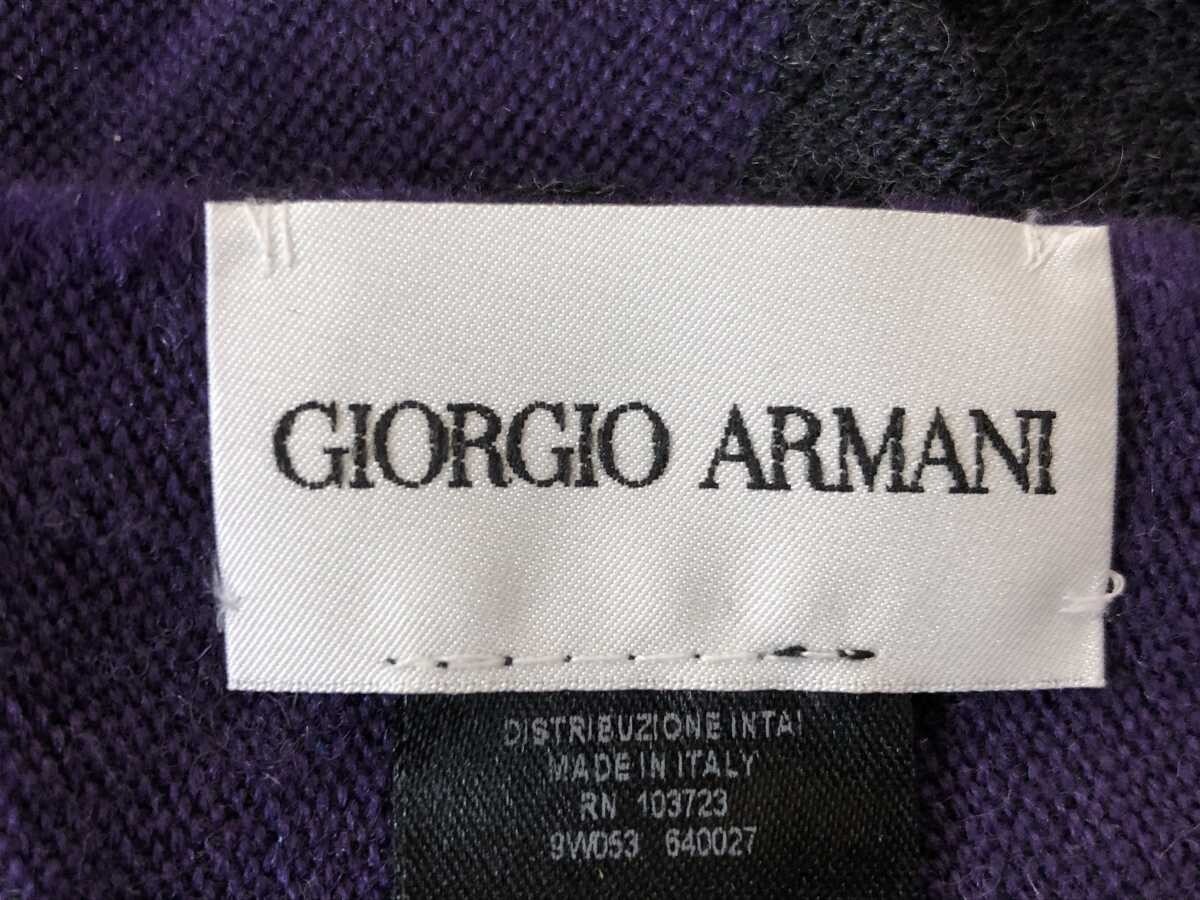 GIORGIO ARMANI
DISTRIBUZIONE INTAI
MADE IN ITALY
RN 103723
9W053 640027